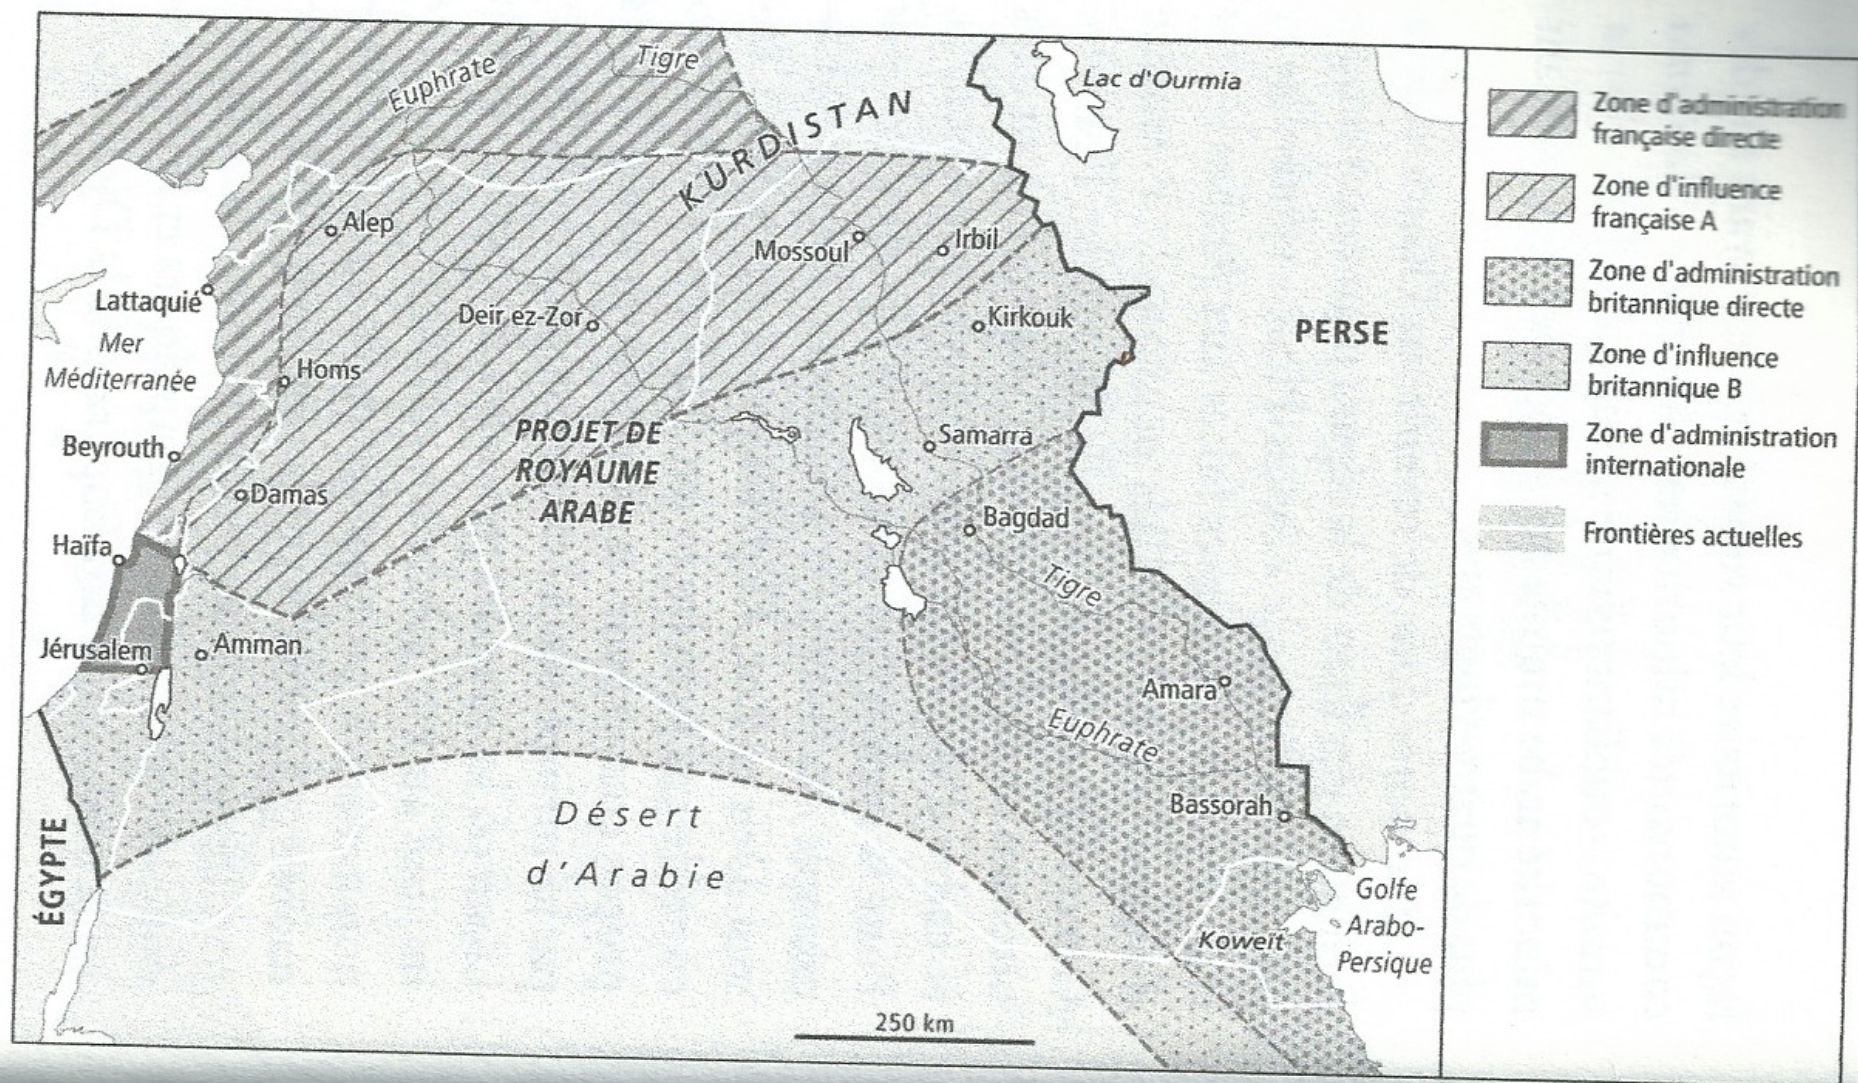 Euphrate
Tigre
Lac d'Ourmia
KURDISTAN
Alep
Mossoul
Irbil
Lattaquié
Deir ez-Zor
Kirkouk
PERSE
Mer
Méditerranée
Homs
Beyrouth
PROJET DE
ROYAUME
ARABE
Samarra
Damas
Bagdad
Haïfa
Tigre
Jérusalem
Amman
Amara
Euphrate
Bassorah
Désert
d'Arabie
ÉGYPTE
Koweït
Golfe
Arabo-
Persique
250 km
Zone d'administration
française directe
Zone d'influence
française A
Zone d'administration
britannique directe
Zone d'influence
britannique B
Zone d'administration
internationale
Frontières actuelles